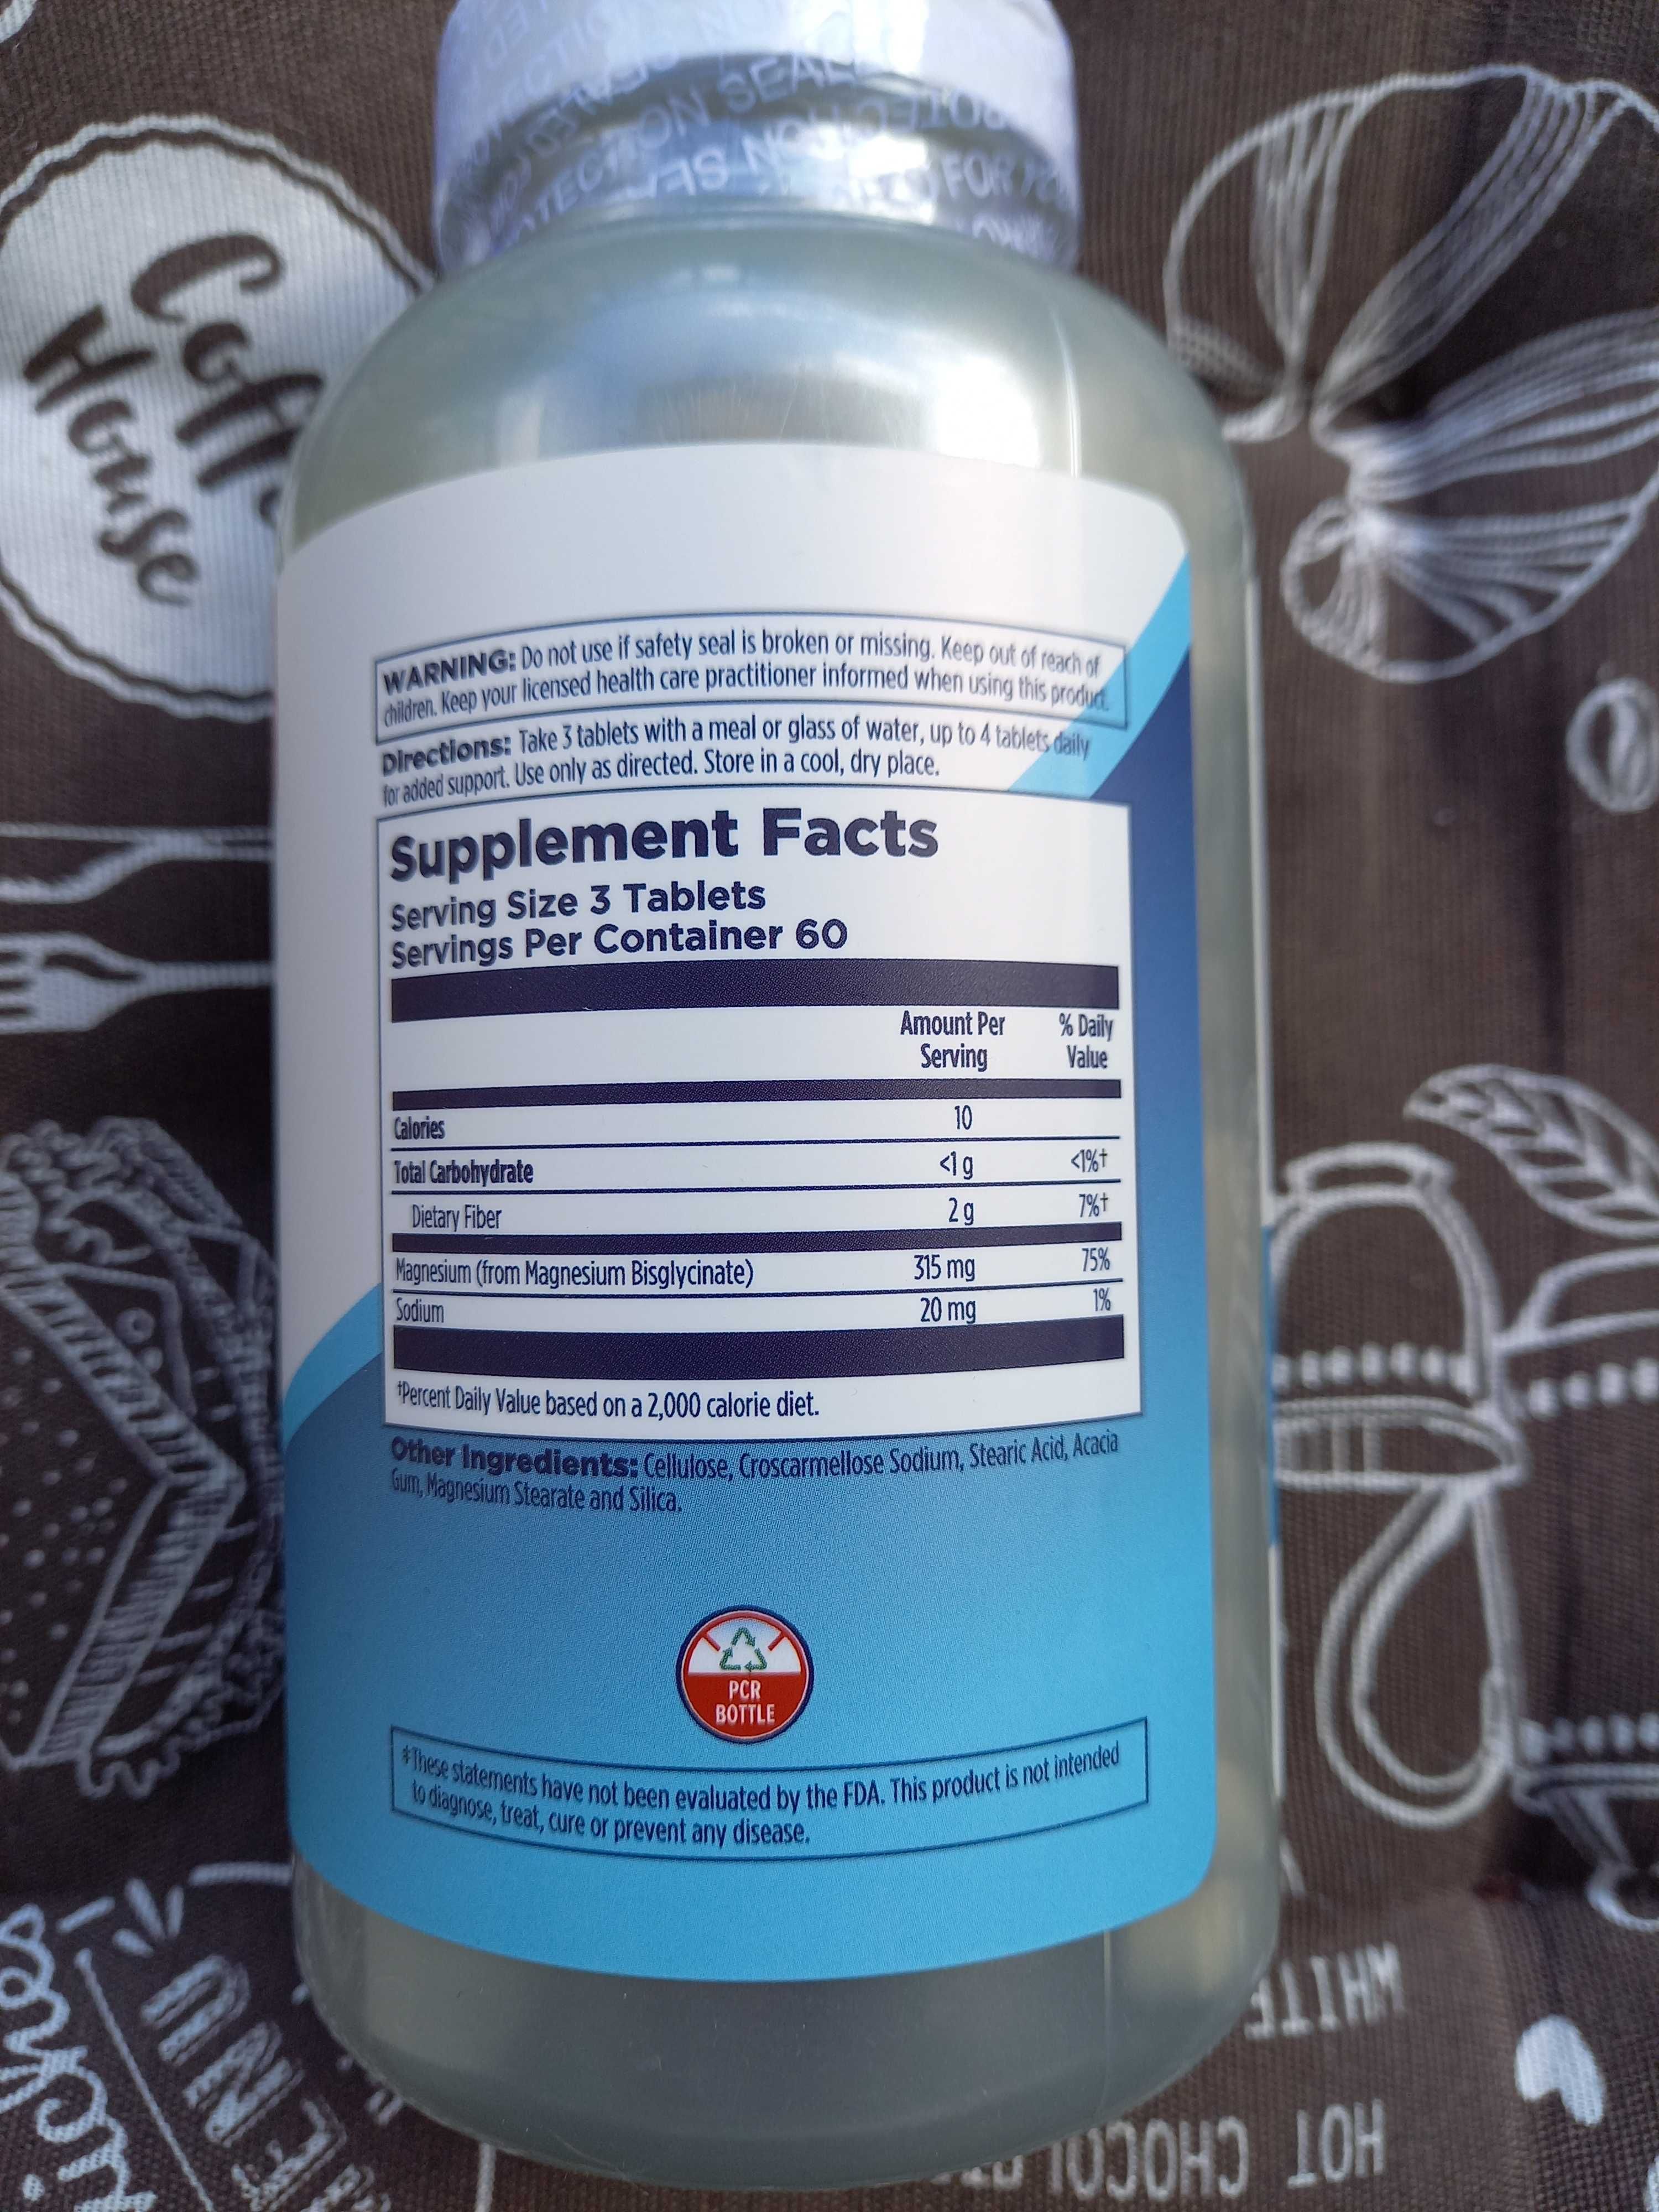 PROTECTION SEAL
Coff
House
WARNING: Do not use if safety seal is broken or missing. Keep out of reach of
children. Keep your licensed health care practitioner informed when using this product.
Directions: Take 3 tablets with a meal or glass of water, up to 4 tablets daily
for added support. Use only as directed. Store in a cool, dry place.
Supplement Facts
Serving Size 3 Tablets
Servings Per Container 60
Amount Per % Daily
Serving Value
Calories 10
Total Carbohydrate <1 g <1%†
Dietary Fiber 2 g 7%†
Magnesium (from Magnesium Bisglycinate) 315 mg 75%
Sodium 20 mg 1%
†Percent Daily Value based on a 2,000 calorie diet.
Other Ingredients: Cellulose, Croscarmellose Sodium, Stearic Acid, Acacia
Gum, Magnesium Stearate and Silica.
PCR
BOTTLE
‡These statements have not been evaluated by the FDA. This product is not intended
to diagnose, treat, cure or prevent any disease.
MENU
WHITE
HOT CHOCOL